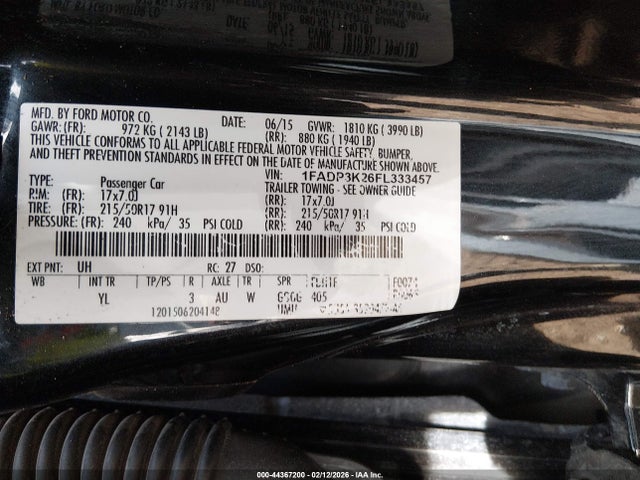 MFD. BY FORD MOTOR CO.
DATE: 06/15 GVWR: 1810 KG ( 3990 LB)
GAWR:(FR): 972 KG ( 2143 LB) (RR): 880 KG ( 1940 LB)
THIS VEHICLE CONFORMS TO ALL APPLICABLE FEDERAL MOTOR VEHICLE SAFETY, BUMPER,
AND THEFT PREVENTION STANDARDS IN EFFECT ON THE DATE OF MANUFACTURE SHOWN ABOVE.
VIN: 1FADP3K26FL333457
TYPE: Passenger Car TRAILER TOWING - SEE OWNER GUIDE
RIM: (FR): 17x7.0J (RR): 17x7.0J
TIRE: (FR): 215/50R17 91H (RR): 215/50R17 91H
PRESSURE: (FR): 240 kPa/ 35 PSI COLD (RR): 240 kPa/ 35 PSI COLD
EXT PNT: UH RC: 27 DSO:
WB INT TR TP/PS R AXLE TR SPR
YL 3 AU W 405
1201506204148
000-44367200 - 02/12/2026 - IAA Inc.